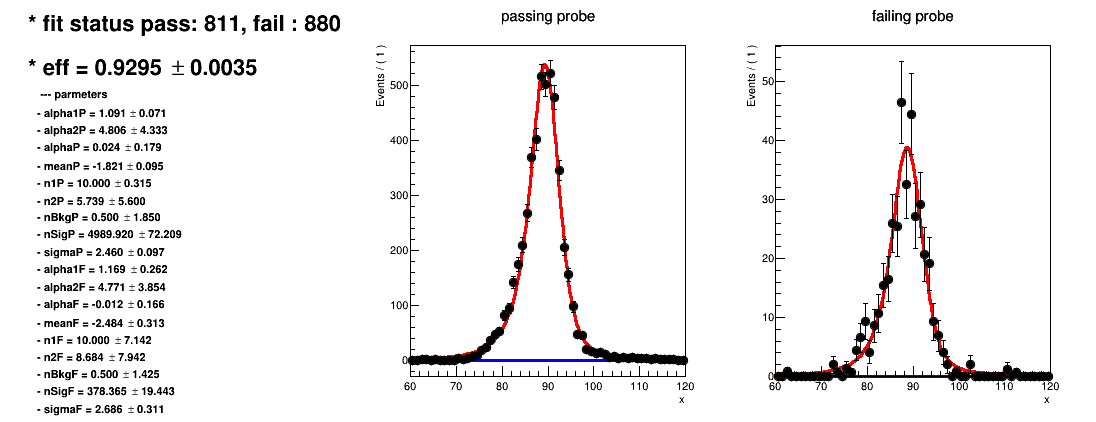 * fit status pass: 811, fail : 880
* eff = 0.9295 ± 0.0035
--- parmeters
- alpha1P = 1.091 ± 0.071
- alpha2P = 4.806 ± 4.333
- alphaP = 0.024 ± 0.179
- meanP = -1.821 ± 0.095
- n1P = 10.000 ± 0.315
- n2P = 5.739 ± 5.600
- nBkgP = 0.500 ± 1.850
- nSigP = 4989.920 ± 72.209
- sigmaP = 2.460 ± 0.097
- alpha1F = 1.169 ± 0.262
- alpha2F = 4.771 ± 3.854
- alphaF = -0.012 ± 0.166
- meanF = -2.484 ± 0.313
- n1F = 10.000 ± 7.142
- n2F = 8.684 ± 7.942
- nBkgF = 0.500 ± 1.425
- nSigF = 378.365 ± 19.443
- sigmaF = 2.686 ± 0.311
passing probe
Events / ( 1 )
500
400
300
200
100
0
60 70 80 90 100 110 120
x
failing probe
Events / ( 1 )
50
40
30
20
10
0
60 70 80 90 100 110 120
x